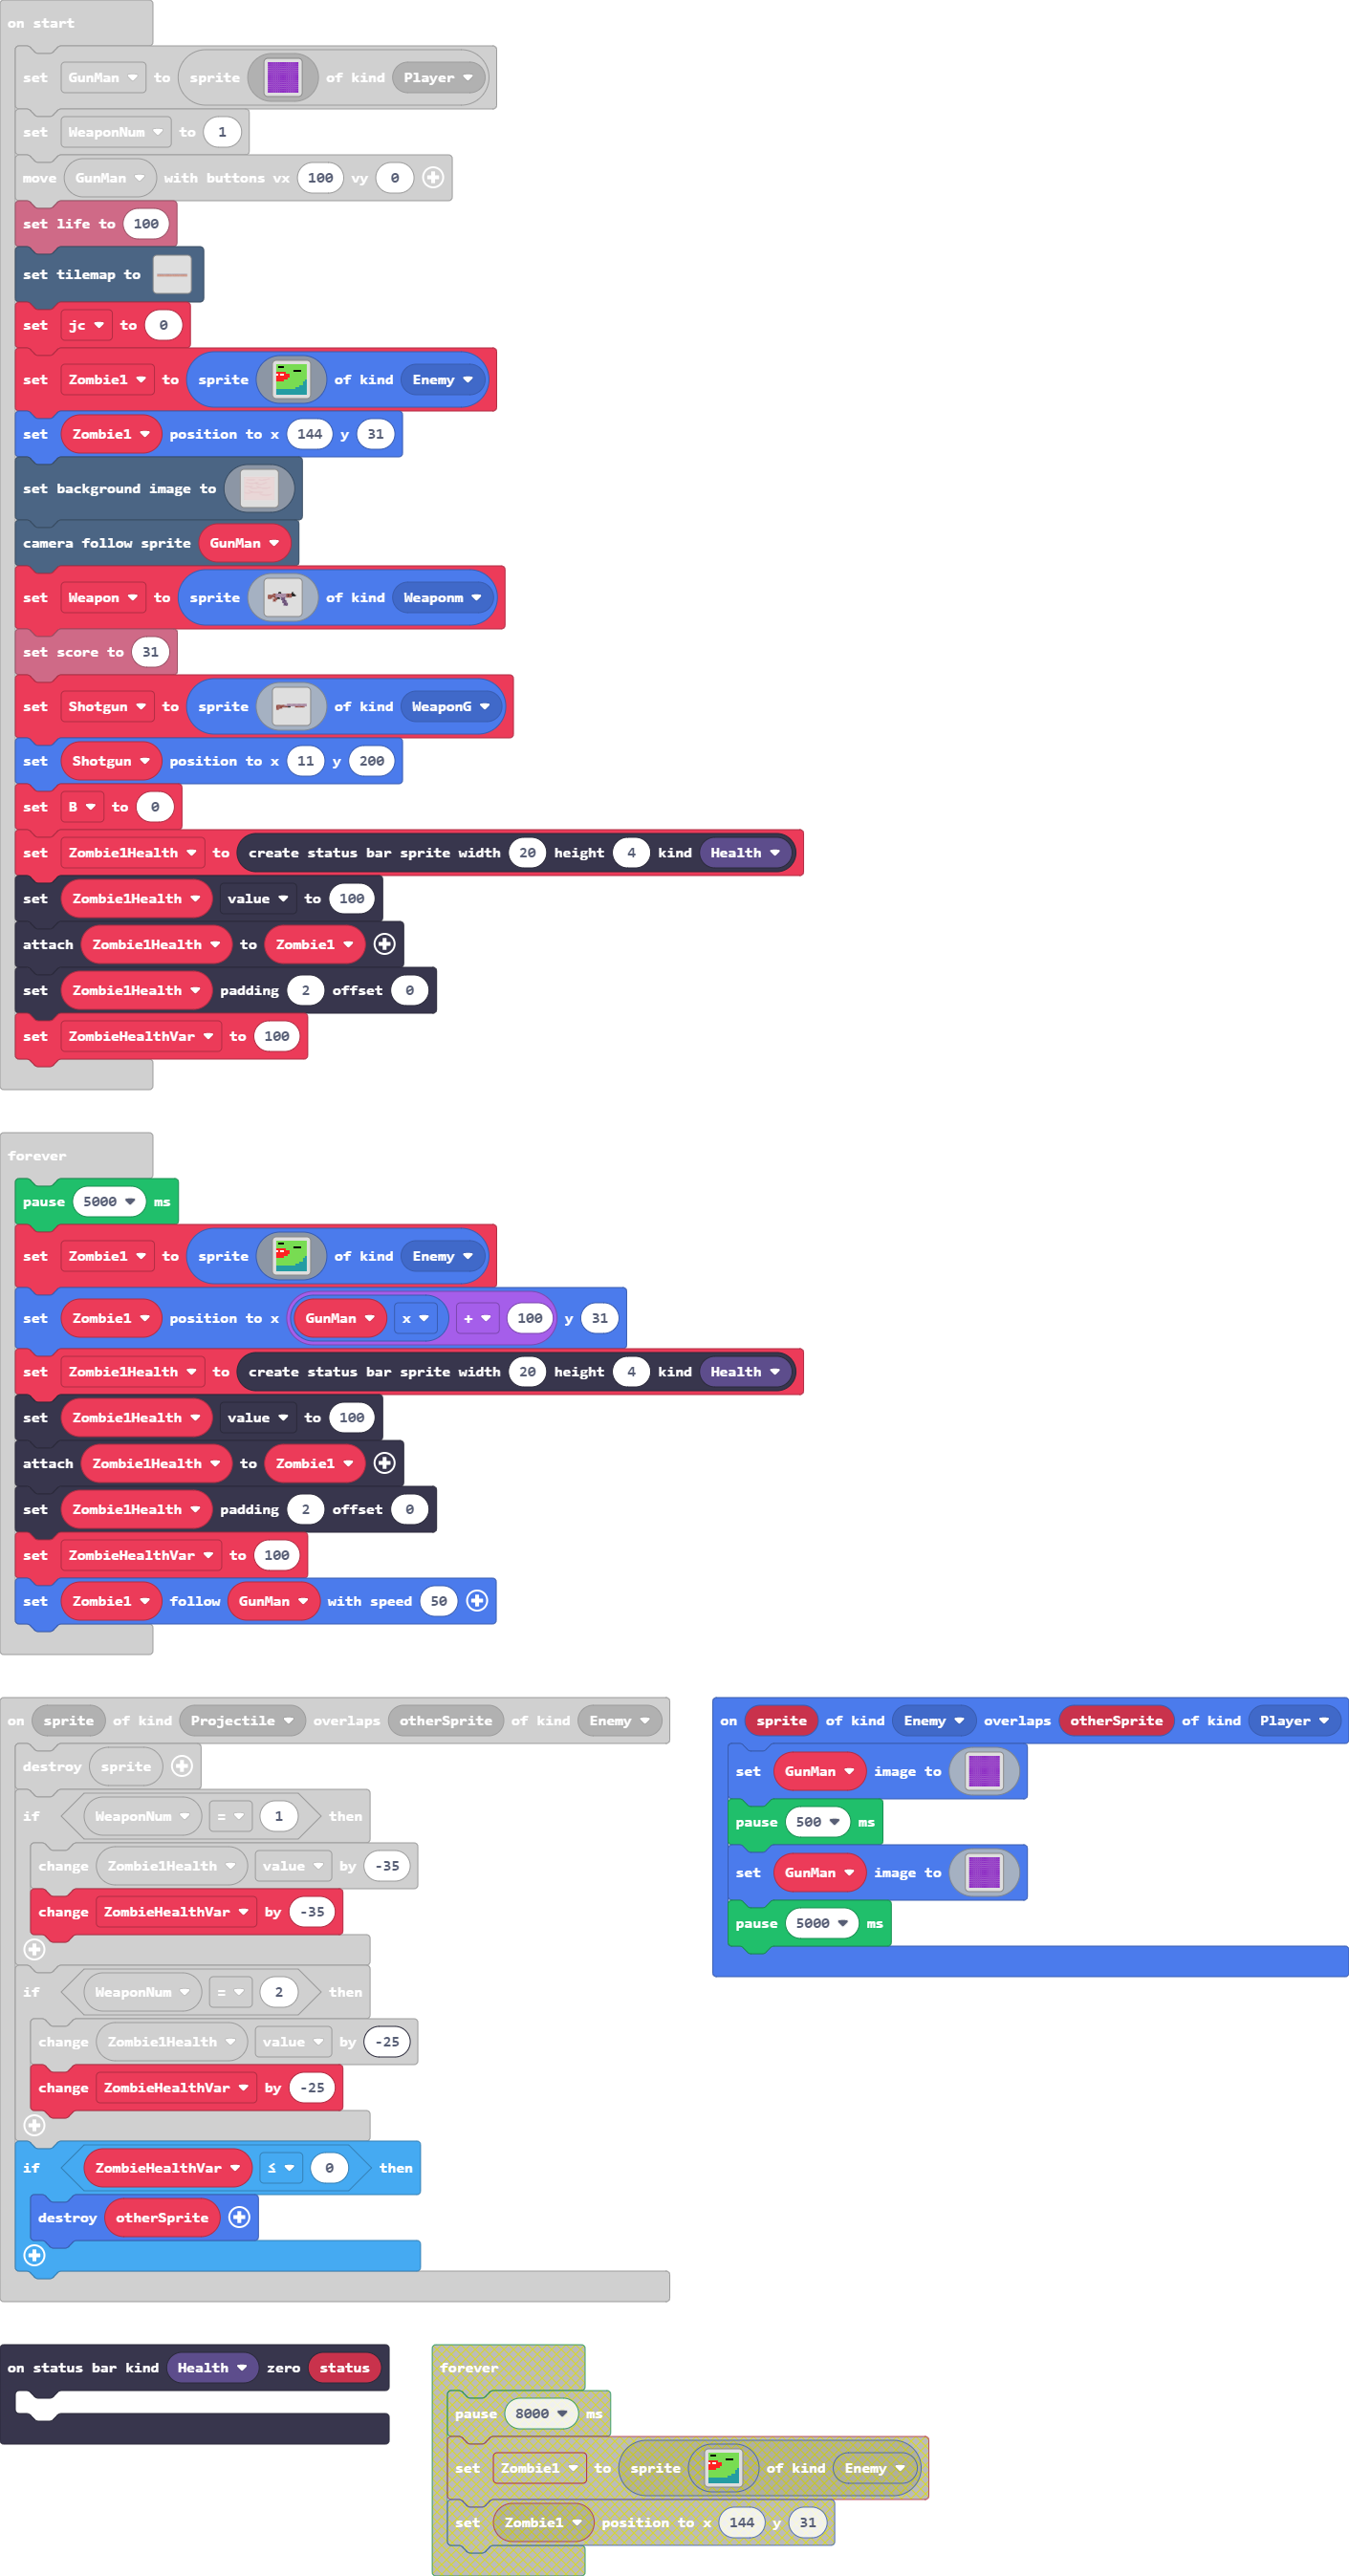 on start
set GunMan to sprite of kind Player
set WeaponNum to 1
move GunMan with buttons vx 100 vy 0
set life to 100
set tilemap to
set jc to 0
set Zombie1 to sprite of kind Enemy
set Zombie1 position to x 144 y 31
set background image to
camera follow sprite GunMan
set Weapon to sprite of kind Weaponm
set score to 31
set Shotgun to sprite of kind WeaponG
set Shotgun position to x 11 y 200
set B to 0
set Zombie1Health to create status bar sprite width 20 height 4 kind Health
set Zombie1Health value to 100
attach Zombie1Health to Zombie1
set Zombie1Health padding 2 offset 0
set ZombieHealthVar to 100
forever
pause 5000 ms
set Zombie1 to sprite of kind Enemy
set Zombie1 position to x GunMan x + 100 y 31
set Zombie1Health to create status bar sprite width 20 height 4 kind Health
set Zombie1Health value to 100
attach Zombie1Health to Zombie1
set Zombie1Health padding 2 offset 0
set ZombieHealthVar to 100
set Zombie1 follow GunMan with speed 50
on sprite of kind Projectile overlaps otherSprite of kind Enemy
destroy sprite
if WeaponNum = 1 then
change Zombie1Health value by -35
change ZombieHealthVar by -35
if WeaponNum = 2 then
change Zombie1Health value by -25
change ZombieHealthVar by -25
if ZombieHealthVar ≤ 0 then
destroy otherSprite
on sprite of kind Enemy overlaps otherSprite of kind Player
set GunMan image to
pause 500 ms
set GunMan image to
pause 5000 ms
on status bar kind Health zero status
forever
pause 8000 ms
set Zombie1 to sprite of kind Enemy
set Zombie1 position to x 144 y 31